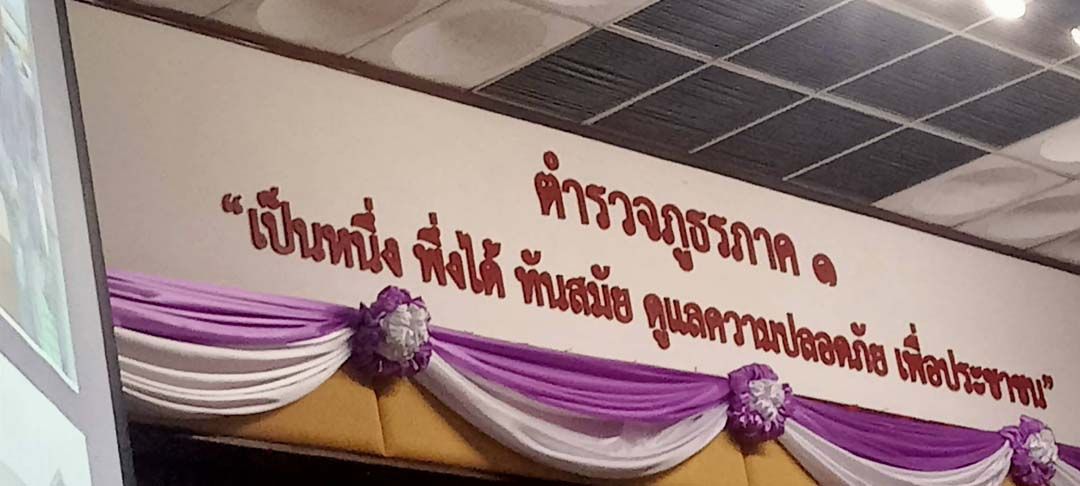 ตำรวจภูธรภาค ๑
“เป็นหนึ่ง พึ่งได้ ทันสมัย ดูแลความปลอดภัย เพื่อประชาชน”